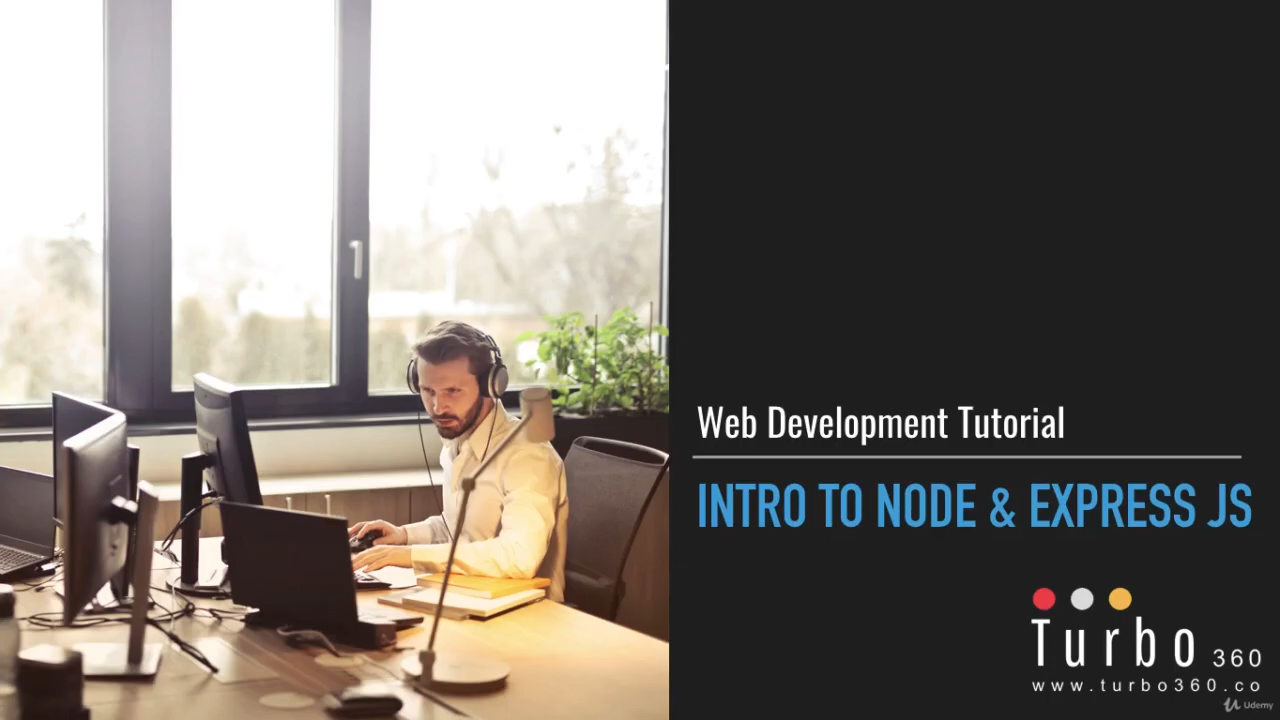 Web Development Tutorial
INTRO TO NODE & EXPRESS JS
Turbo 360
www.turbo360.co
Udemy